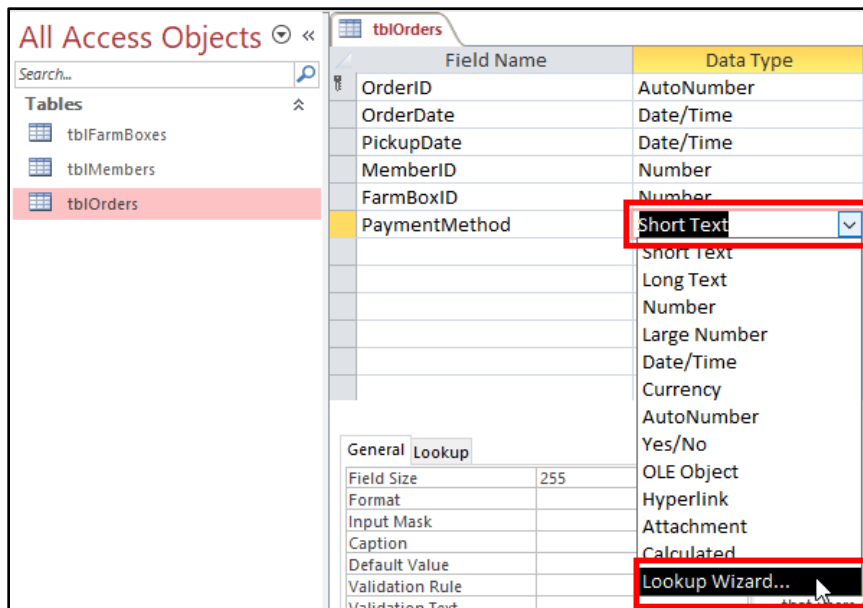 All Access Objects
Search...
Tables
tblFarmBoxes
tblMembers
tblOrders
tblOrders
Field Name Data Type
OrderID AutoNumber
OrderDate Date/Time
PickupDate Date/Time
MemberID Number
FarmBoxID Number
PaymentMethod Short Text
Short Text
Long Text
Number
Large Number
Date/Time
Currency
AutoNumber
Yes/No
OLE Object
Hyperlink
Attachment
Calculated
Lookup Wizard...
General Lookup
Field Size 255
Format
Input Mask
Caption
Default Value
Validation Rule
Validation Text